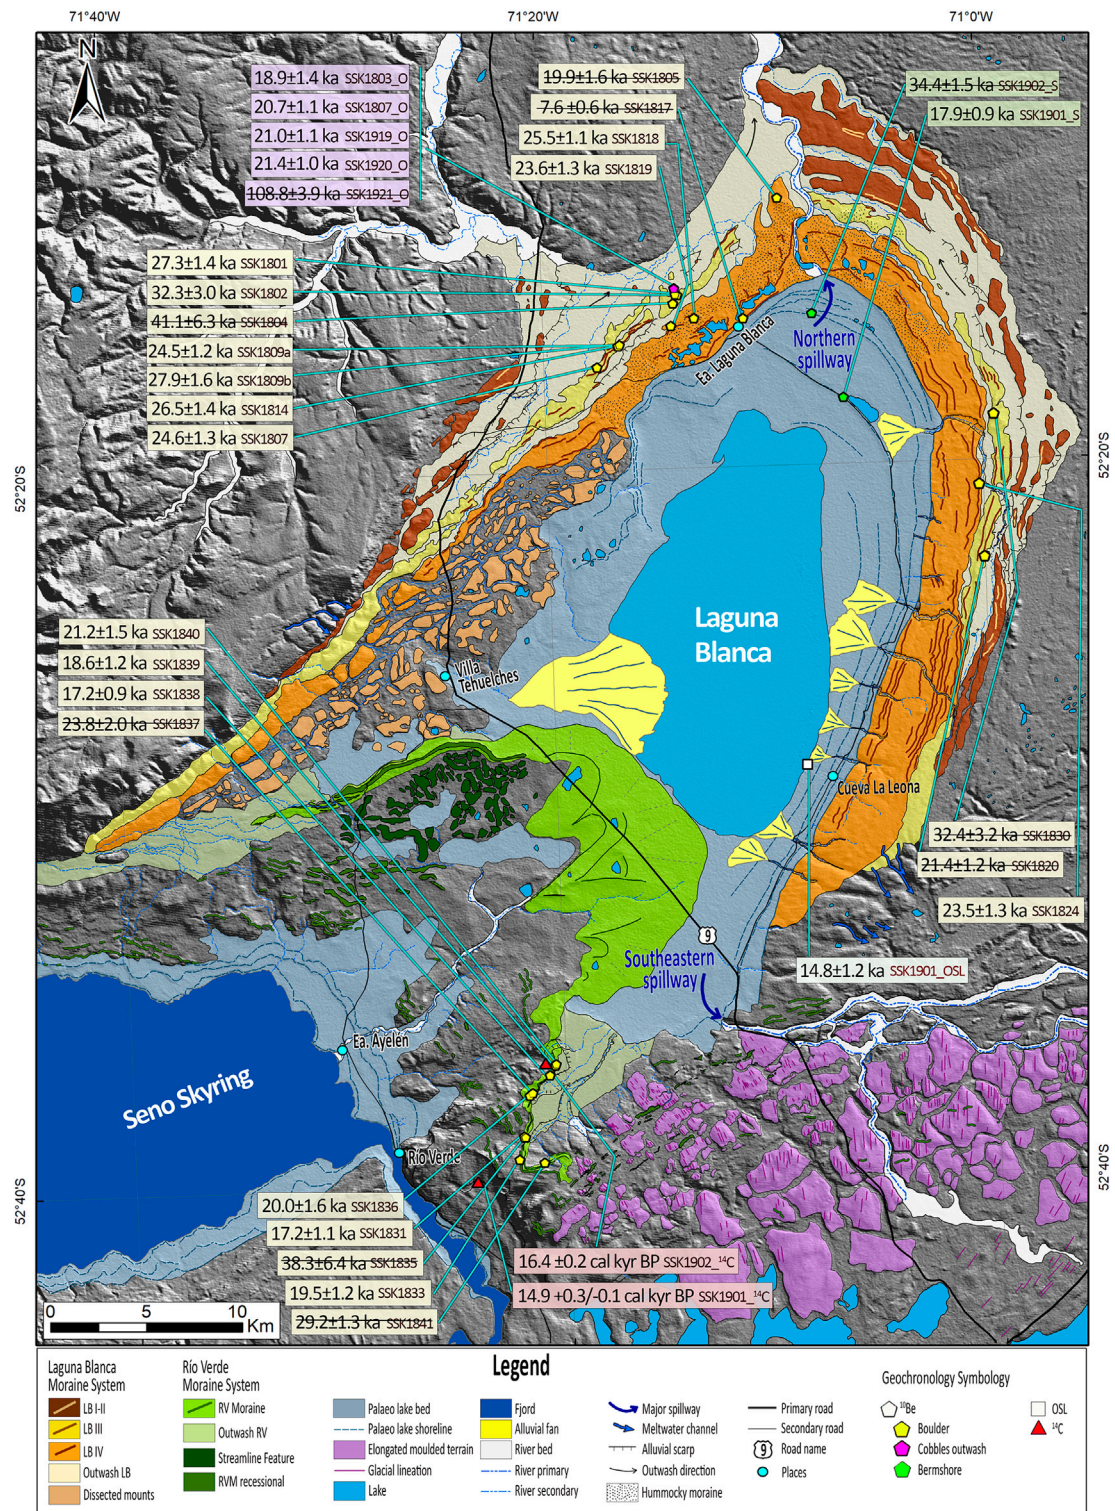 71°40'W
71°20'W
71°0'W
N
18.9±1.4 ka SSK1803_O
20.7±1.1 ka SSK1807_O
21.0±1.1 ka SSK1919_O
21.4±1.0 ka SSK1920_O
108.8±3.9 ka SSK1921_O
19.9±1.6 ka SSK1805
7.6 ±0.6 ka SSK1817
25.5±1.1 ka SSK1818
23.6±1.3 ka SSK1819
34.4±1.5 ka SSK1902_S
17.9±0.9 ka SSK1901_S
27.3±1.4 ka SSK1801
32.3±3.0 ka SSK1802
41.1±6.3 ka SSK1804
24.5±1.2 ka SSK1809a
27.9±1.6 ka SSK1809b
26.5±1.4 ka SSK1814
24.6±1.3 ka SSK1807
Ea. Laguna Blanca
Northern
spillway
52°20'S
52°20'S
Laguna
Blanca
21.2±1.5 ka SSK1840
18.6±1.2 ka SSK1839
17.2±0.9 ka SSK1838
23.8±2.0 ka SSK1837
Villa
Tehuelches
Cueva La Leona
32.4±3.2 ka SSK1830
21.4±1.2 ka SSK1820
23.5±1.3 ka SSK1824
9
Southeastern
spillway
14.8±1.2 ka SSK1901_OSL
Ea. Ayelén
Seno Skyring
Río Verde
52°40'S
52°40'S
20.0±1.6 ka SSK1836
17.2±1.1 ka SSK1831
38.3±6.4 ka SSK1835
19.5±1.2 ka SSK1833
29.2±1.3 ka SSK1841
16.4 ±0.2 cal kyr BP SSK1902_¹⁴C
14.9 +0.3/-0.1 cal kyr BP SSK1901_¹⁴C
0 5 10
Km
Legend
Laguna Blanca
Moraine System
LB I-II
LB III
LB IV
Outwash LB
Dissected mounts
Río Verde
Moraine System
RV Moraine
Outwash RV
Streamline Feature
RVM recessional
Palaeo lake bed
Palaeo lake shoreline
Elongated moulded terrain
Glacial lineation
Lake
Fjord
Alluvial fan
River bed
River primary
River secondary
Major spillway
Meltwater channel
Alluvial scarp
Outwash direction
Hummocky moraine
Primary road
Secondary road
9 Road name
Places
Geochronology Symbology
¹⁰Be
Boulder
Cobbles outwash
Bermshore
OSL
¹⁴C